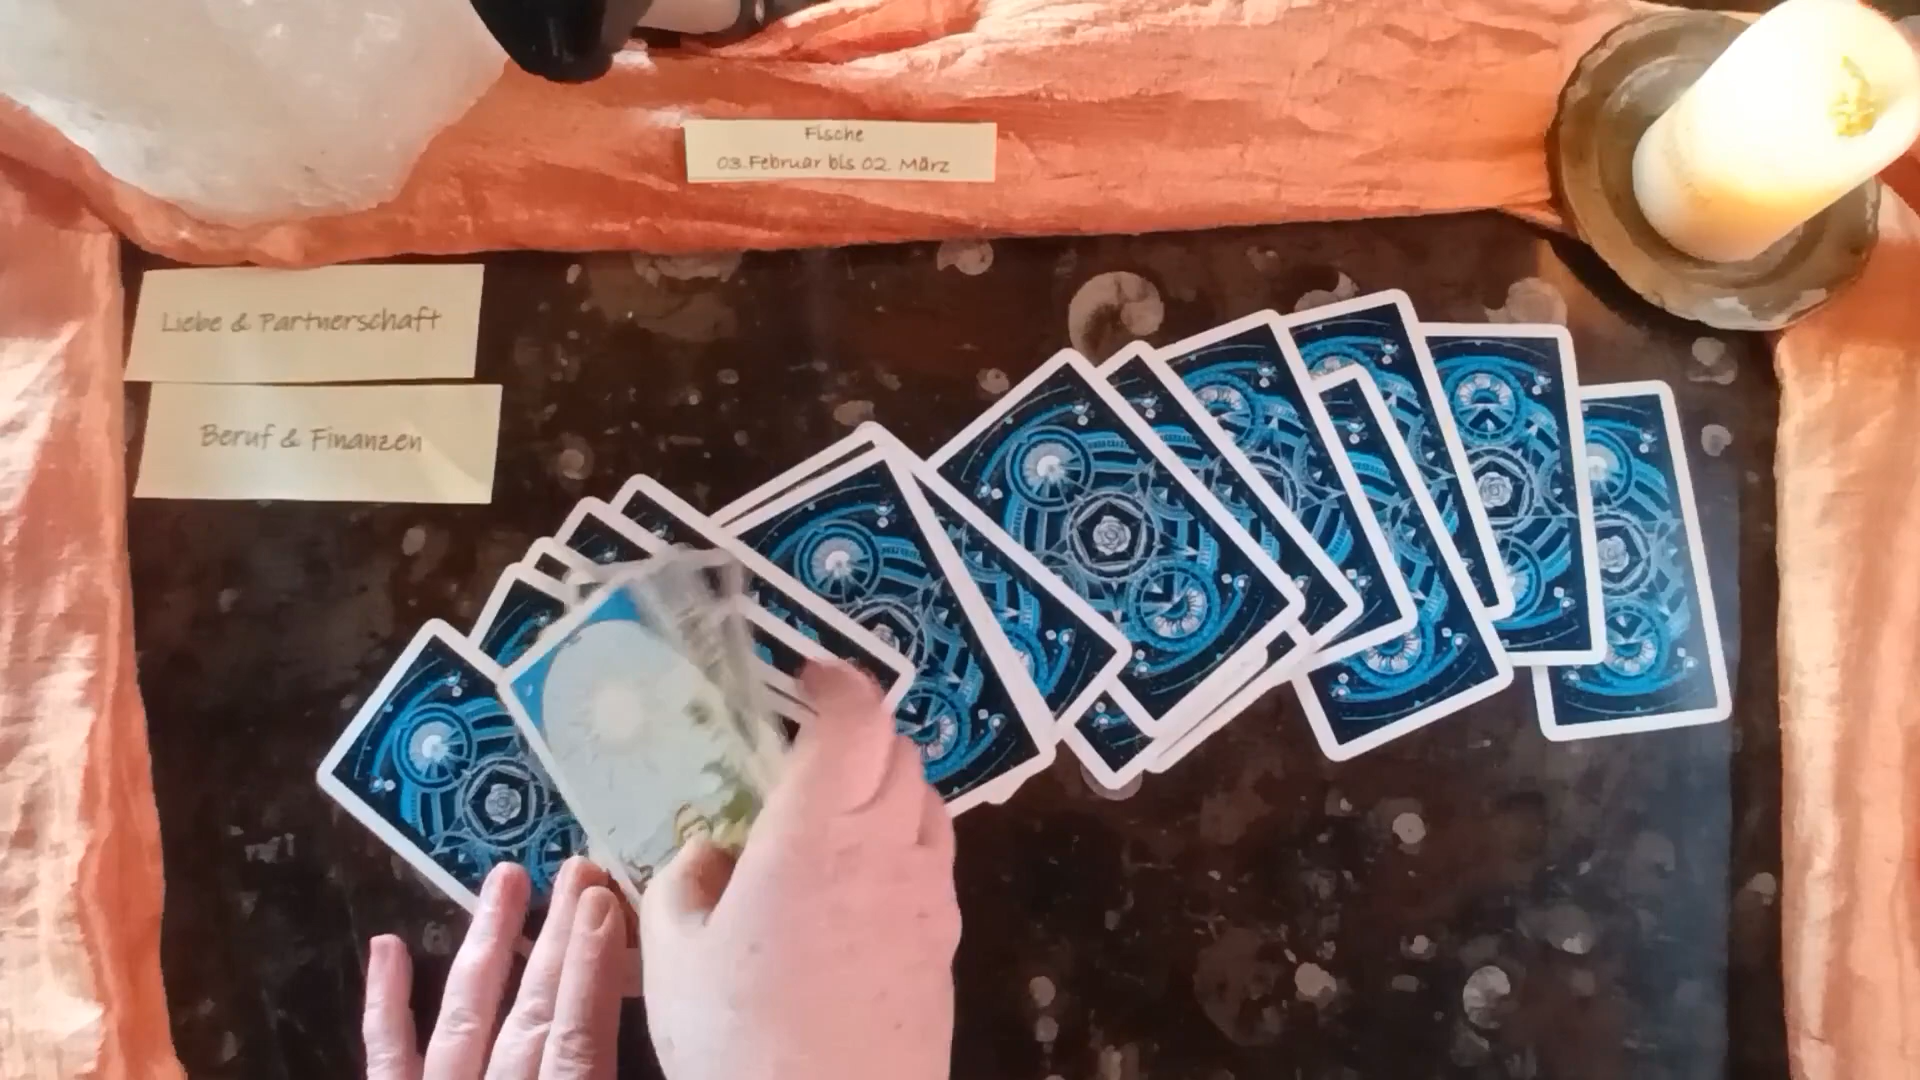 Fische
03.Februar bis 02. März
Liebe & Partnerschaft
Beruf & Finanzen